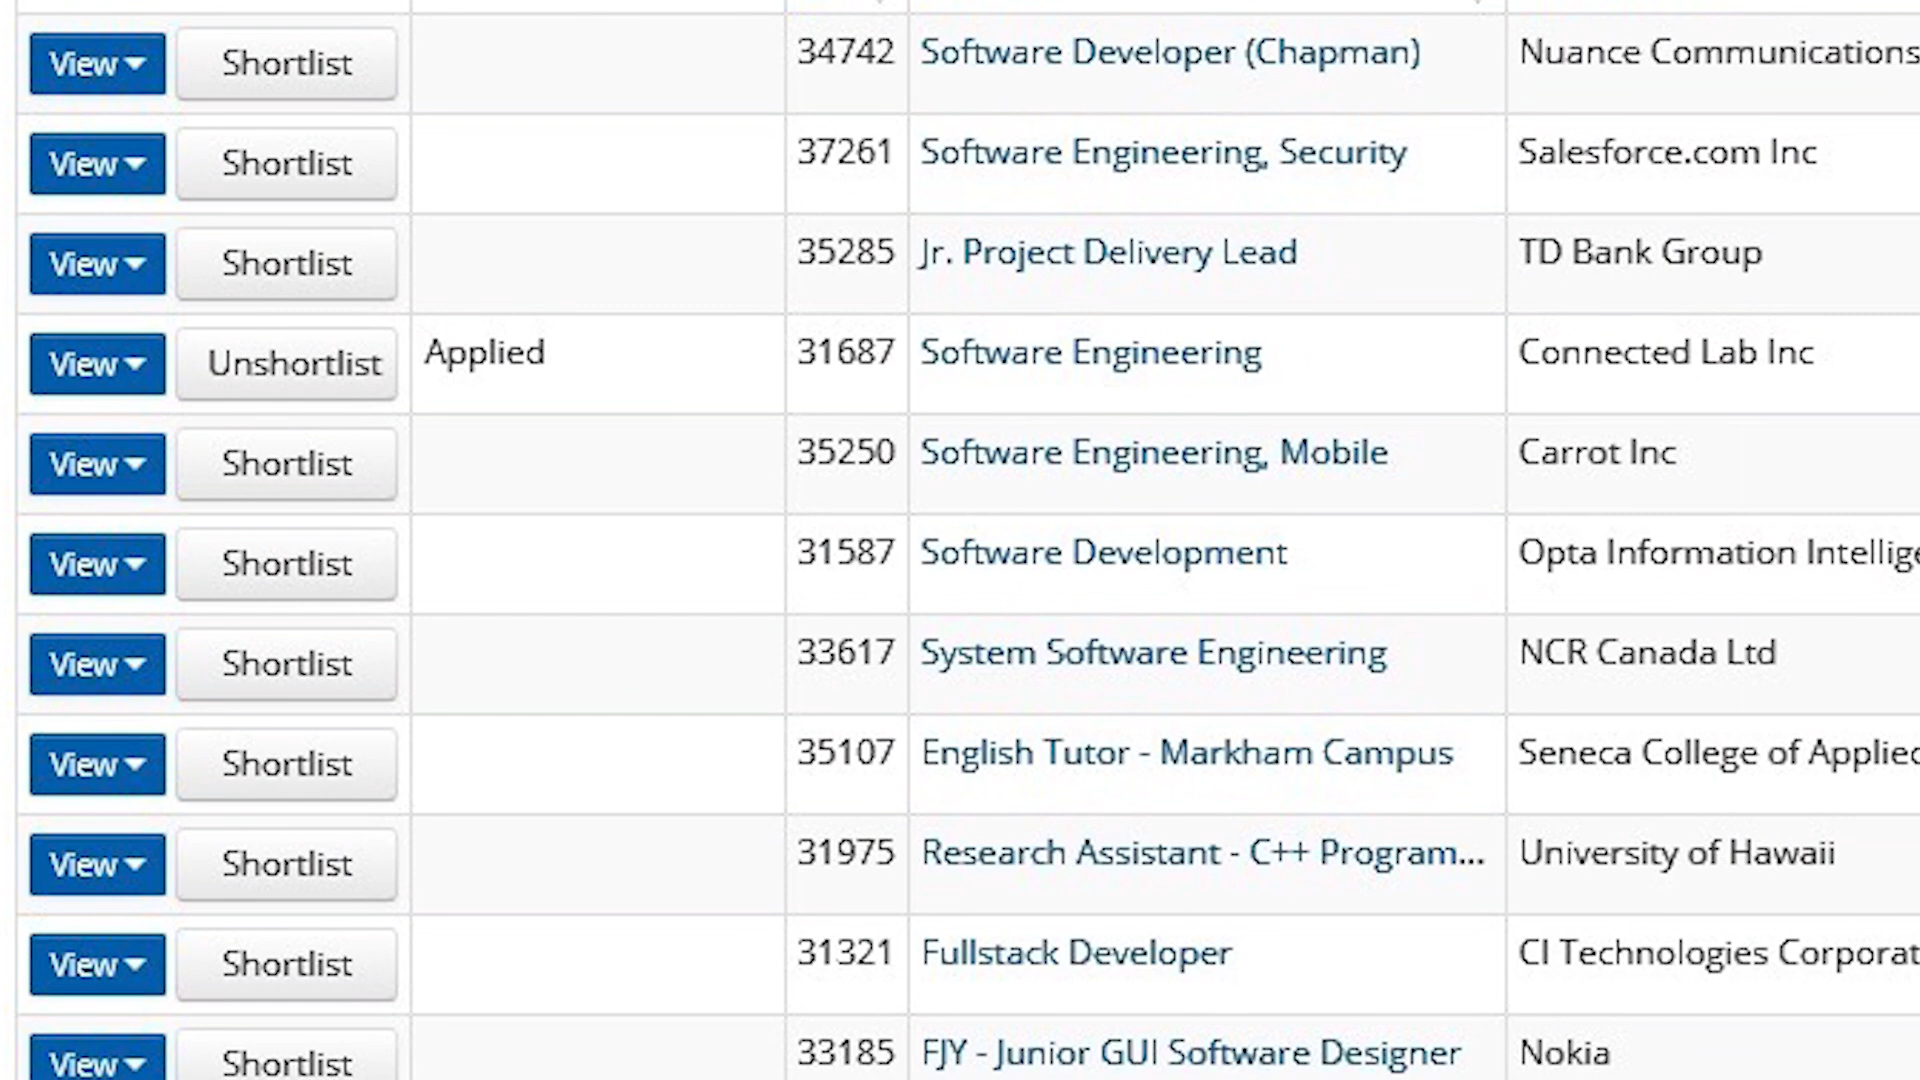 View Shortlist 34742 Software Developer (Chapman) Nuance Communications
View Shortlist 37261 Software Engineering, Security Salesforce.com Inc
View Shortlist 35285 Jr. Project Delivery Lead TD Bank Group
View Unshortlist Applied 31687 Software Engineering Connected Lab Inc
View Shortlist 35250 Software Engineering, Mobile Carrot Inc
View Shortlist 31587 Software Development Opta Information Intellige
View Shortlist 33617 System Software Engineering NCR Canada Ltd
View Shortlist 35107 English Tutor - Markham Campus Seneca College of Applied
View Shortlist 31975 Research Assistant - C++ Program... University of Hawaii
View Shortlist 31321 Fullstack Developer CI Technologies Corporat
View Shortlist 33185 FJY - Junior GUI Software Designer Nokia